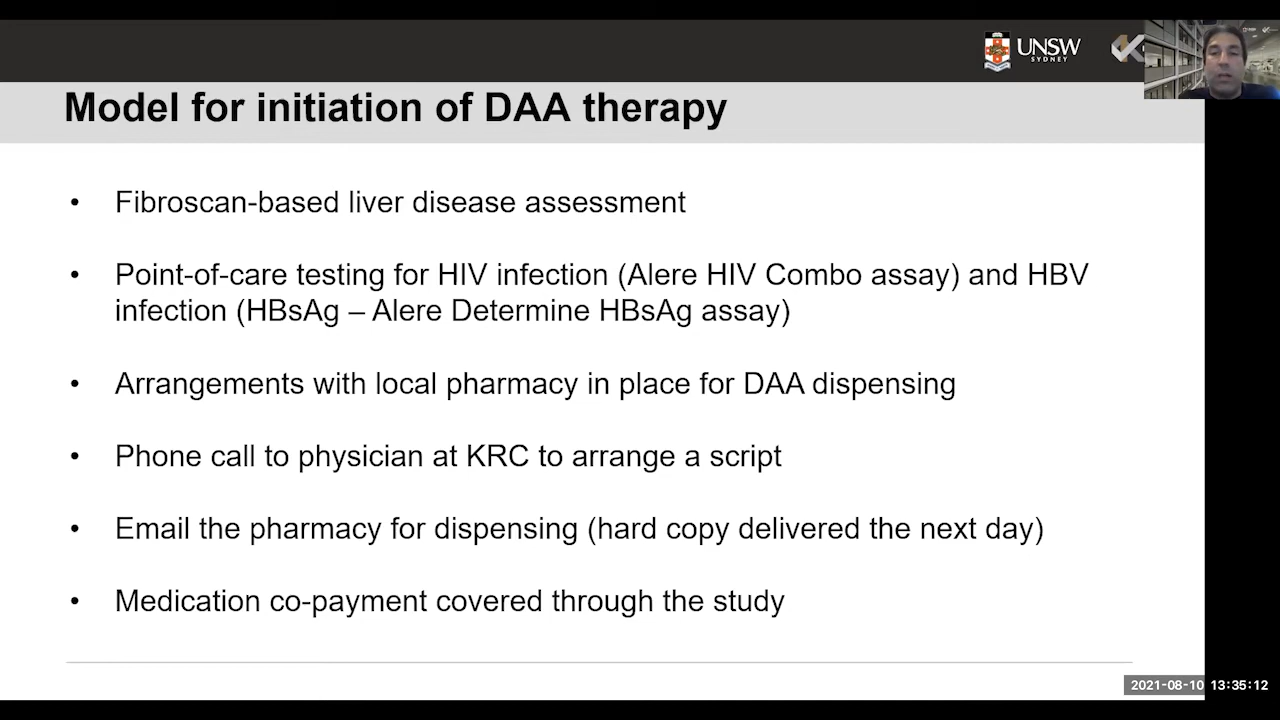 UNSW
SYDNEY
Model for initiation of DAA therapy
• Fibroscan-based liver disease assessment
• Point-of-care testing for HIV infection (Alere HIV Combo assay) and HBV
infection (HBsAg – Alere Determine HBsAg assay)
• Arrangements with local pharmacy in place for DAA dispensing
• Phone call to physician at KRC to arrange a script
• Email the pharmacy for dispensing (hard copy delivered the next day)
• Medication co-payment covered through the study
2021-08-10 13:35:12